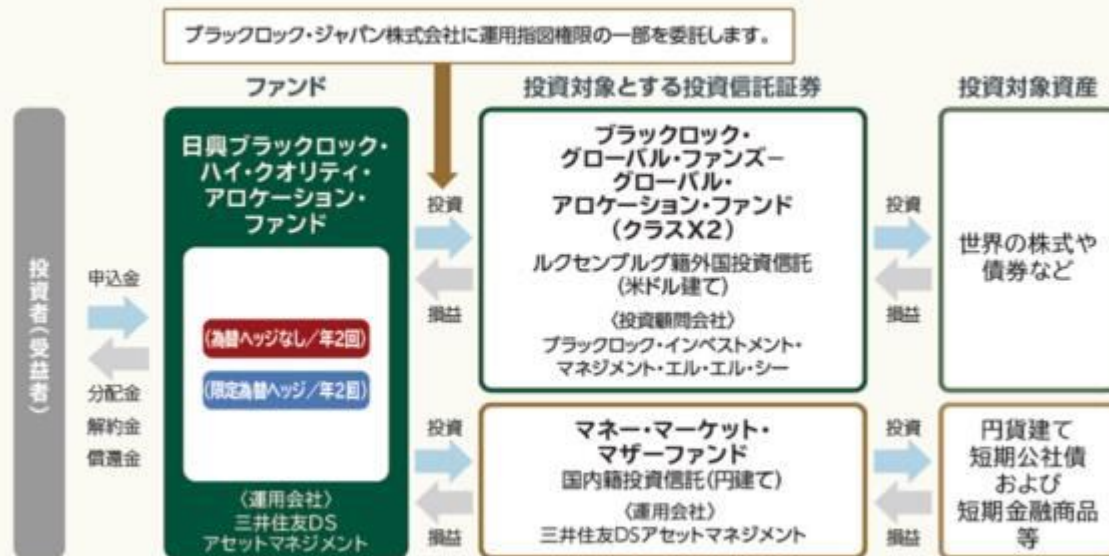 ブラックロック・ジャパン株式会社に運用指図権限の一部を委託します。
ファンド
投資対象とする投資信託証券
投資対象資産
投資者(受益者)
申込金
分配金
解約金
償還金
日興ブラックロック・
ハイ・クオリティ・
アロケーション・
ファンド
(為替ヘッジなし/年2回)
(限定為替ヘッジ/年2回)
〈運用会社〉
三井住友DS
アセットマネジメント
投資
損益
ブラックロック・
グローバル・ファンズ−
グローバル・
アロケーション・ファンド
(クラスX2)
ルクセンブルグ籍外国投資信託
(米ドル建て)
〈投資顧問会社〉
ブラックロック・インベストメント・
マネジメント・エル・エル・シー
投資
損益
世界の株式や
債券など
投資
損益
マネー・マーケット・
マザーファンド
国内籍投資信託(円建て)
〈運用会社〉
三井住友DSアセットマネジメント
投資
損益
円貨建て
短期公社債
および
短期金融商品
等